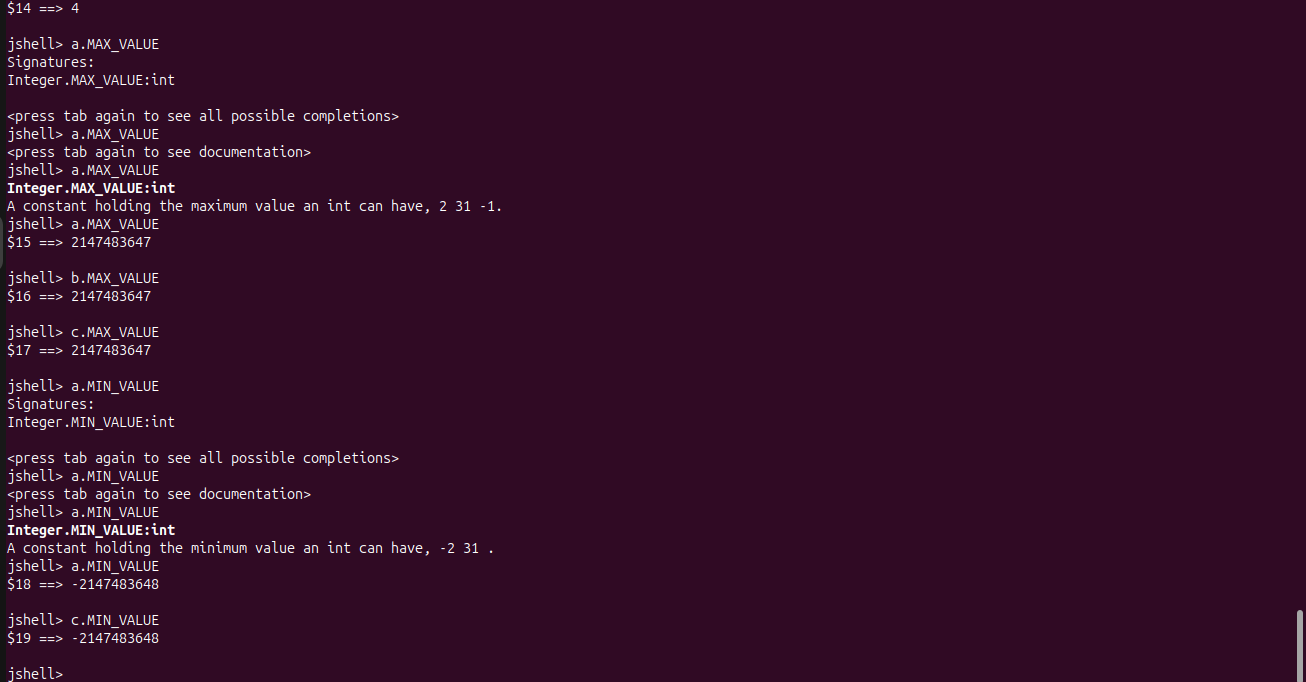 $14 ==> 4
jshell> a.MAX_VALUE
Signatures:
Integer.MAX_VALUE:int
<press tab again to see all possible completions>
jshell> a.MAX_VALUE
<press tab again to see documentation>
jshell> a.MAX_VALUE
Integer.MAX_VALUE:int
A constant holding the maximum value an int can have, 2 31 -1.
jshell> a.MAX_VALUE
$15 ==> 2147483647
jshell> b.MAX_VALUE
$16 ==> 2147483647
jshell> c.MAX_VALUE
$17 ==> 2147483647
jshell> a.MIN_VALUE
Signatures:
Integer.MIN_VALUE:int
<press tab again to see all possible completions>
jshell> a.MIN_VALUE
<press tab again to see documentation>
jshell> a.MIN_VALUE
Integer.MIN_VALUE:int
A constant holding the minimum value an int can have, -2 31 .
jshell> a.MIN_VALUE
$18 ==> -2147483648
jshell> c.MIN_VALUE
$19 ==> -2147483648
jshell>